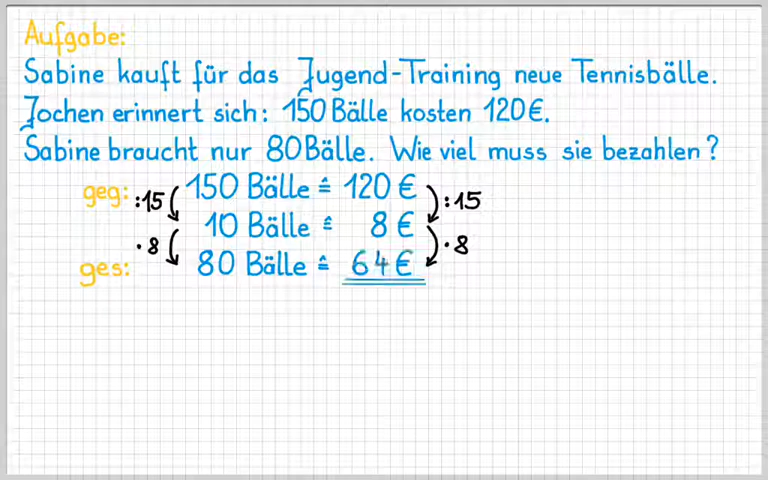 Aufgabe:
Sabine kauft für das Jugend-Training neue Tennisbälle.
Jochen erinnert sich: 150 Bälle kosten 120€.
Sabine braucht nur 80 Bälle. Wie viel muss sie bezahlen?
geg: :15 150 Bälle ≙ 120 € :15
10 Bälle ≙ 8 €
·8 ·8
ges: 80 Bälle ≙ 64 €